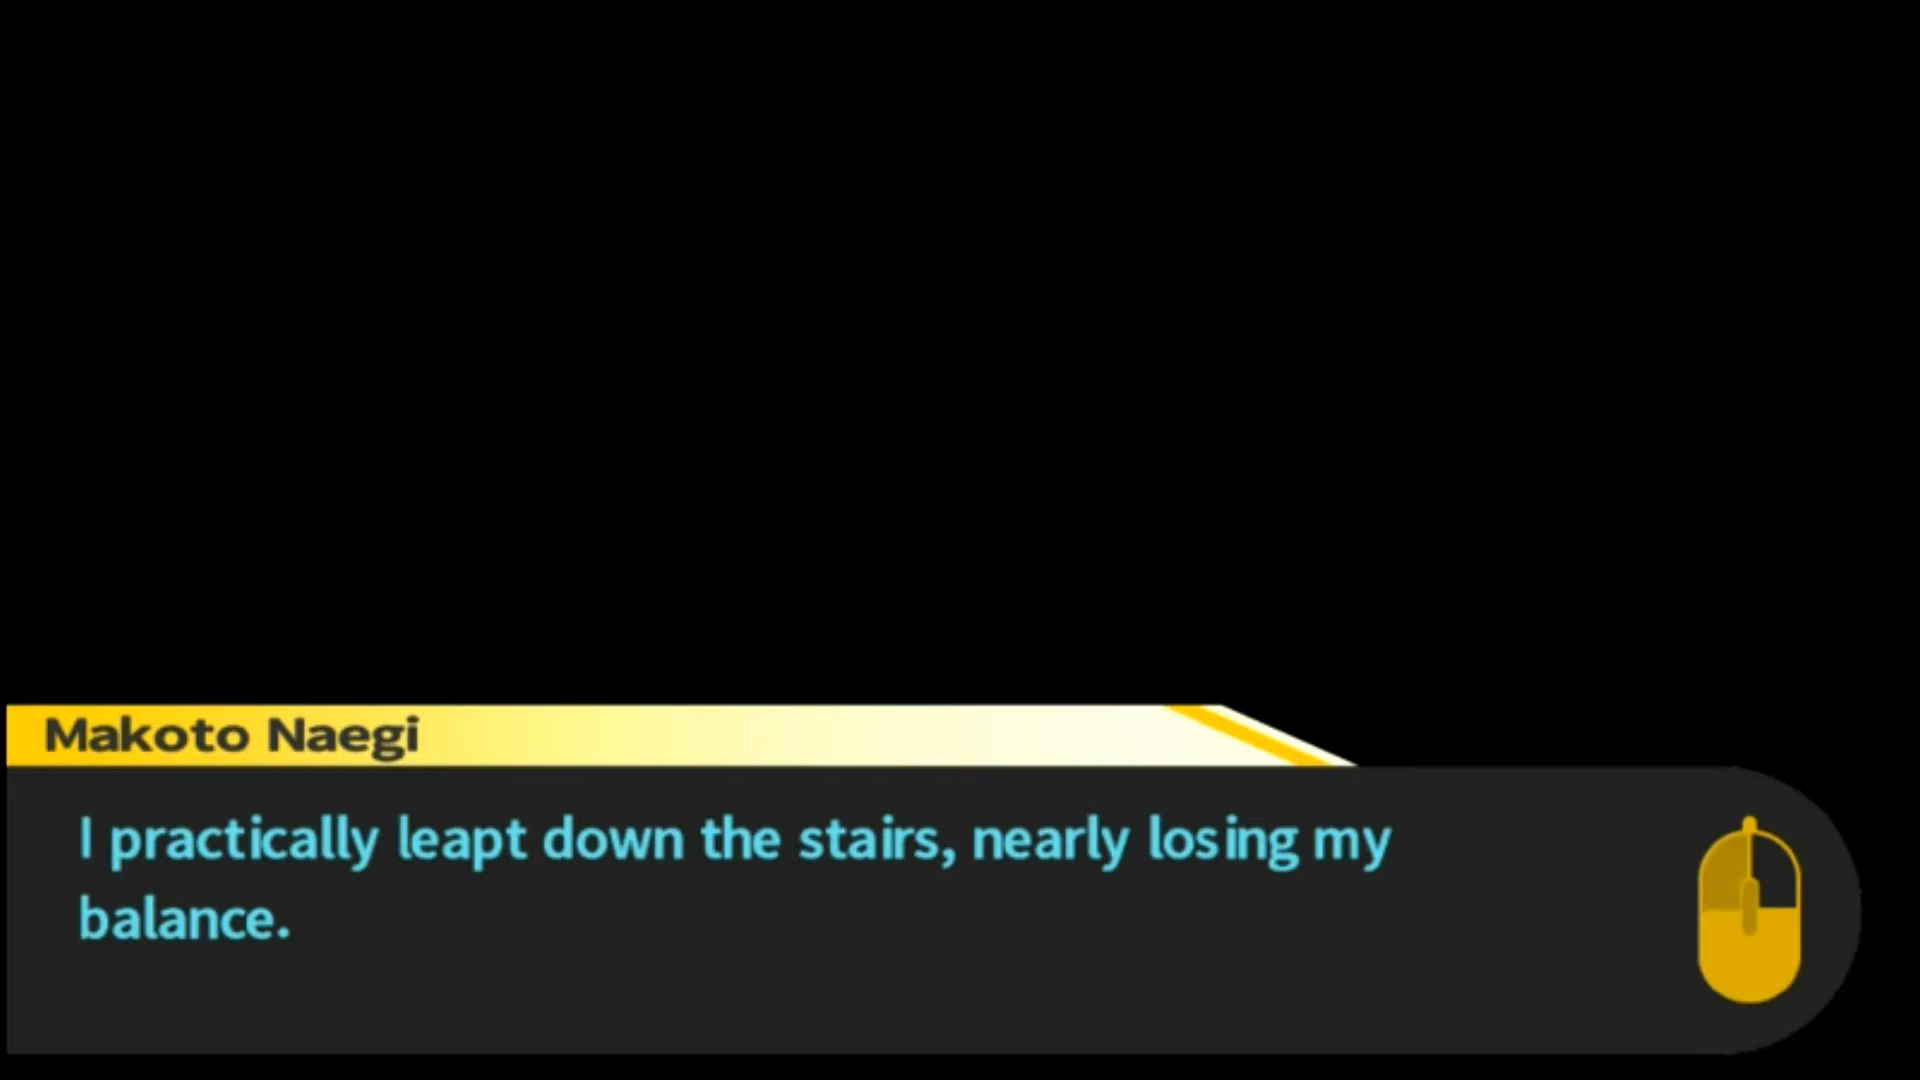 Makoto Naegi
I practically leapt down the stairs, nearly losing my
balance.